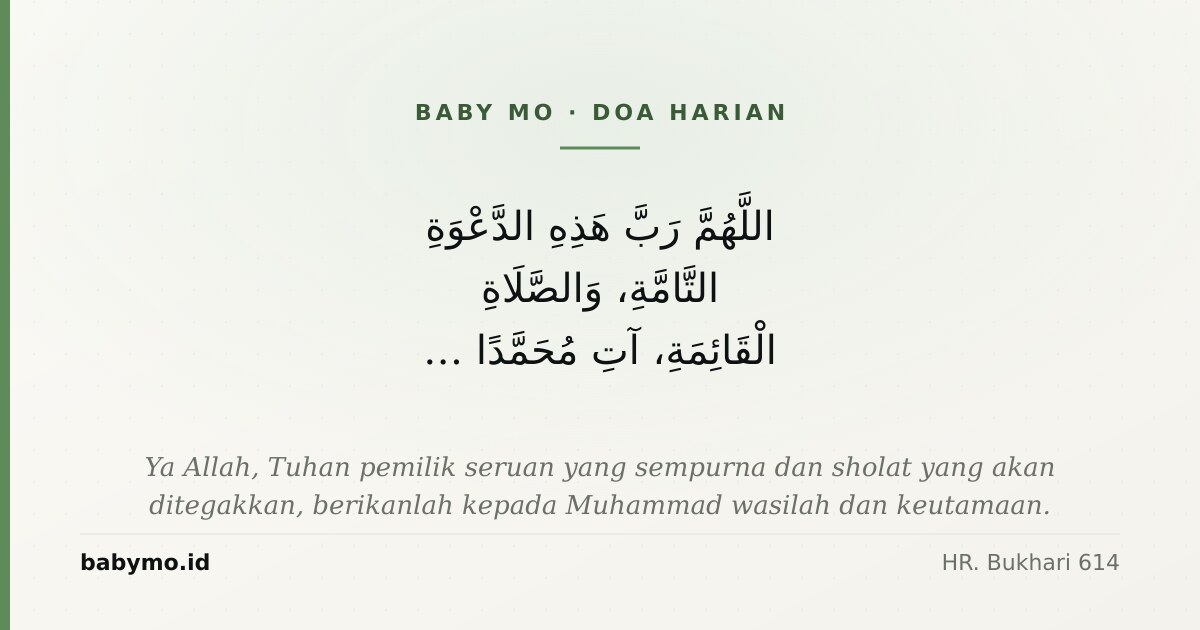 BABY MO · DOA HARIAN
اللَّهُمَّ رَبَّ هَذِهِ الدَّعْوَةِ
التَّامَّةِ، وَالصَّلَاةِ
الْقَائِمَةِ، آتِ مُحَمَّدًا ...
Ya Allah, Tuhan pemilik seruan yang sempurna dan sholat yang akan
ditegakkan, berikanlah kepada Muhammad wasilah dan keutamaan.
babymo.id
HR. Bukhari 614